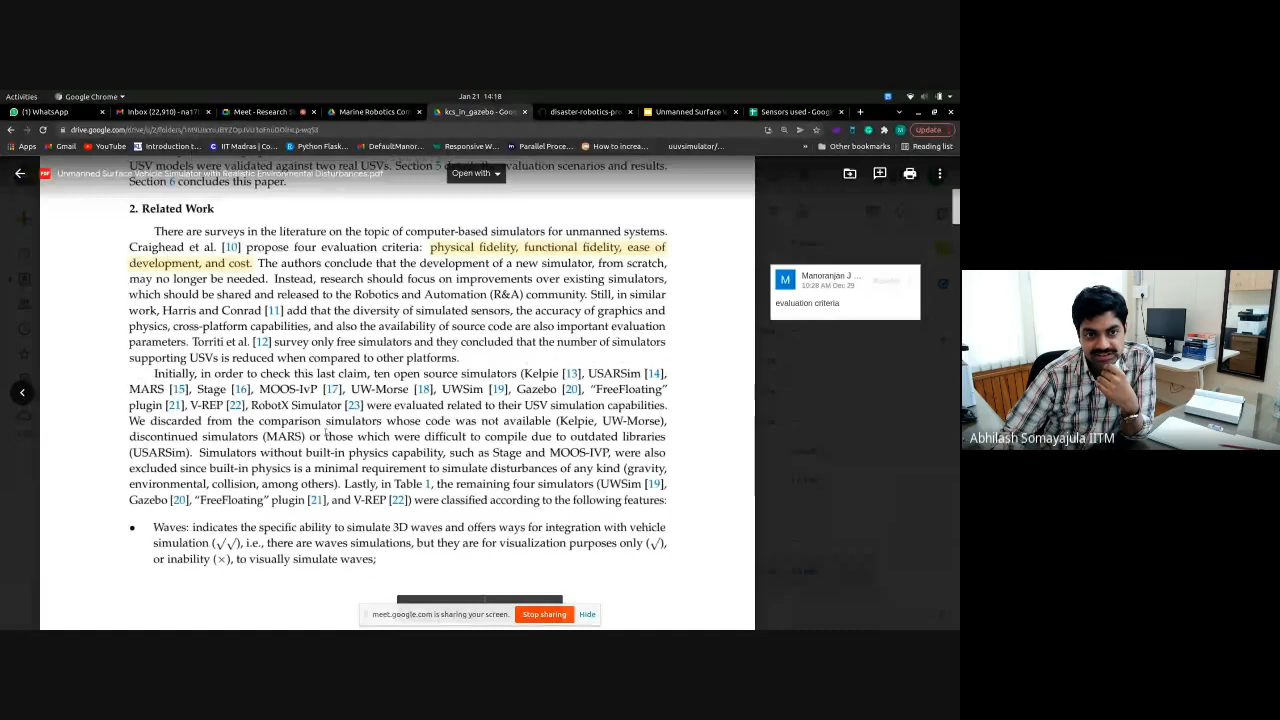 Activities
Google Chrome
Jan 21 14:18
(1) WhatsApp
Inbox (22,910) - na17
Meet - Research S
Marine Robotics Com
kcs_in_gazebo - Goo
disaster-robotics-pro
Unmanned Surface V
Sensors used - Goog
Update
Apps
Gmail
YouTube
Introduction t...
IIT Madras | CC
Python Flask...
DefaultManor...
Responsive W...
Parallel Proce...
How to increa...
uuvsimulator/...
Other bookmarks
Reading list
USV models were validated against two real USVs. Section 5 details the evaluation scenarios and results.
Unmanned Surface Vehicle Simulator with Realistic Environmental Disturbances.pdf
Open with
Section 6 concludes this paper.
2. Related Work
There are surveys in the literature on the topic of computer-based simulators for unmanned systems.
Craighead et al. [10] propose four evaluation criteria: physical fidelity, functional fidelity, ease of
development, and cost. The authors conclude that the development of a new simulator, from scratch,
may no longer be needed. Instead, research should focus on improvements over existing simulators,
which should be shared and released to the Robotics and Automation (R&A) community. Still, in similar
work, Harris and Conrad [11] add that the diversity of simulated sensors, the accuracy of graphics and
physics, cross-platform capabilities, and also the availability of source code are also important evaluation
parameters. Torriti et al. [12] survey only free simulators and they concluded that the number of simulators
supporting USVs is reduced when compared to other platforms.
Initially, in order to check this last claim, ten open source simulators (Kelpie [13], USARSim [14],
MARS [15], Stage [16], MOOS-IvP [17], UW-Morse [18], UWSim [19], Gazebo [20], “FreeFloating”
plugin [21], V-REP [22], RobotX Simulator [23] were evaluated related to their USV simulation capabilities.
We discarded from the comparison simulators whose code was not available (Kelpie, UW-Morse),
discontinued simulators (MARS) or those which were difficult to compile due to outdated libraries
(USARSim). Simulators without built-in physics capability, such as Stage and MOOS-IVP, were also
excluded since built-in physics is a minimal requirement to simulate disturbances of any kind (gravity,
environmental, collision, among others). Lastly, in Table 1, the remaining four simulators (UWSim [19],
Gazebo [20], “FreeFloating” plugin [21], and V-REP [22]) were classified according to the following features:
• Waves: indicates the specific ability to simulate 3D waves and offers ways for integration with vehicle
simulation (√√), i.e., there are waves simulations, but they are for visualization purposes only (√),
or inability (×), to visually simulate waves;
M
Manoranjan J ...
10:28 AM Dec 29
evaluation criteria
meet.google.com is sharing your screen.
Stop sharing
Hide
Abhilash Somayajula IITM